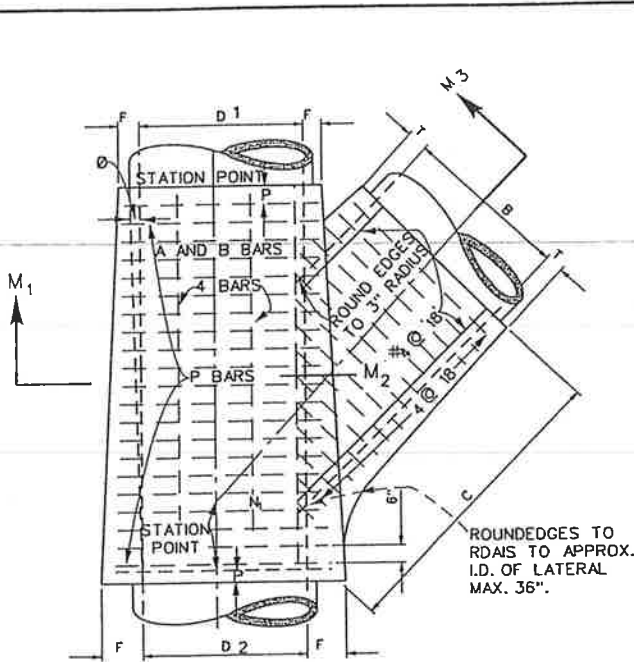 F
D 1
F
M 3
T
Ø
STATION POINT
P
B
A AND B BARS
T
4 BARS
ROUND EDGES
TO 3" RADIUS
M1
#4 @ 18"
P BARS
M2
4 @ 18
C
N
6"
STATION
POINT
P
ROUNDEDGES TO
RDAIS TO APPROX.
I.D. OF LATERAL
MAX. 36".
F
D 2
F